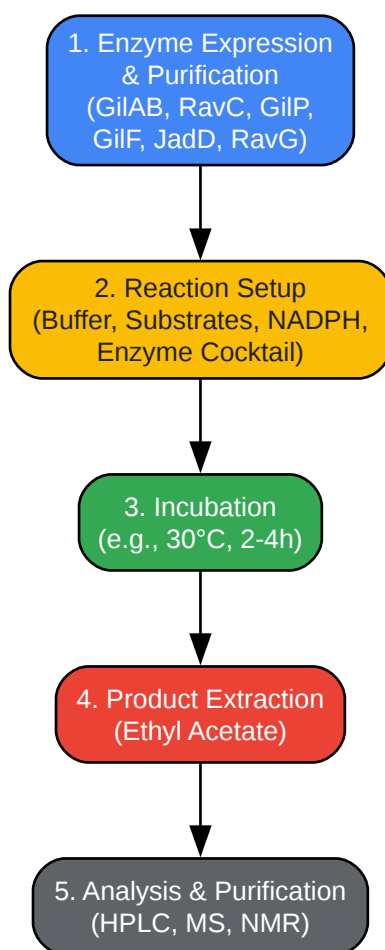 1. Enzyme Expression
& Purification
(GilAB, RavC, GilP,
GilF, JadD, RavG)
2. Reaction Setup
(Buffer, Substrates, NADPH,
Enzyme Cocktail)
3. Incubation
(e.g., 30°C, 2-4h)
4. Product Extraction
(Ethyl Acetate)
5. Analysis & Purification
(HPLC, MS, NMR)